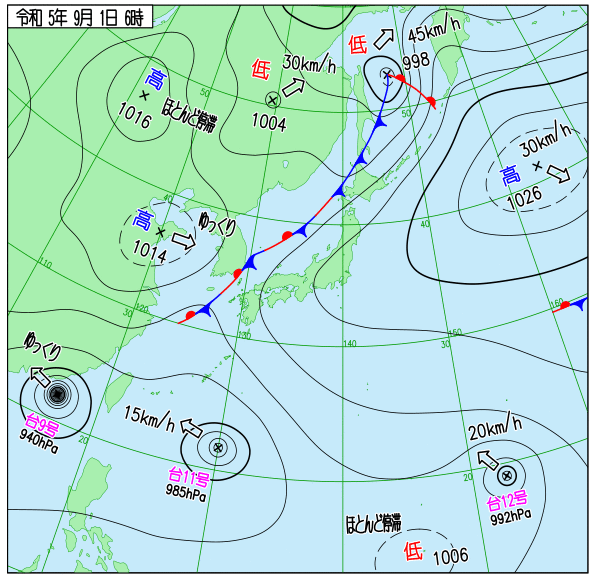 令和 5年 9月 1日 6時
低
45km/h
998
低
30km/h
1004
高
1016
ほとんど停滞
50
50
30km/h
高
1026
40
40
高
1014
ゆっくり
110
120
30
130
140
30
150
160
ゆっくり
台9号
940hPa
20
15km/h
台11号
985hPa
20km/h
20
台12号
992hPa
ほとんど停滞
低
1006